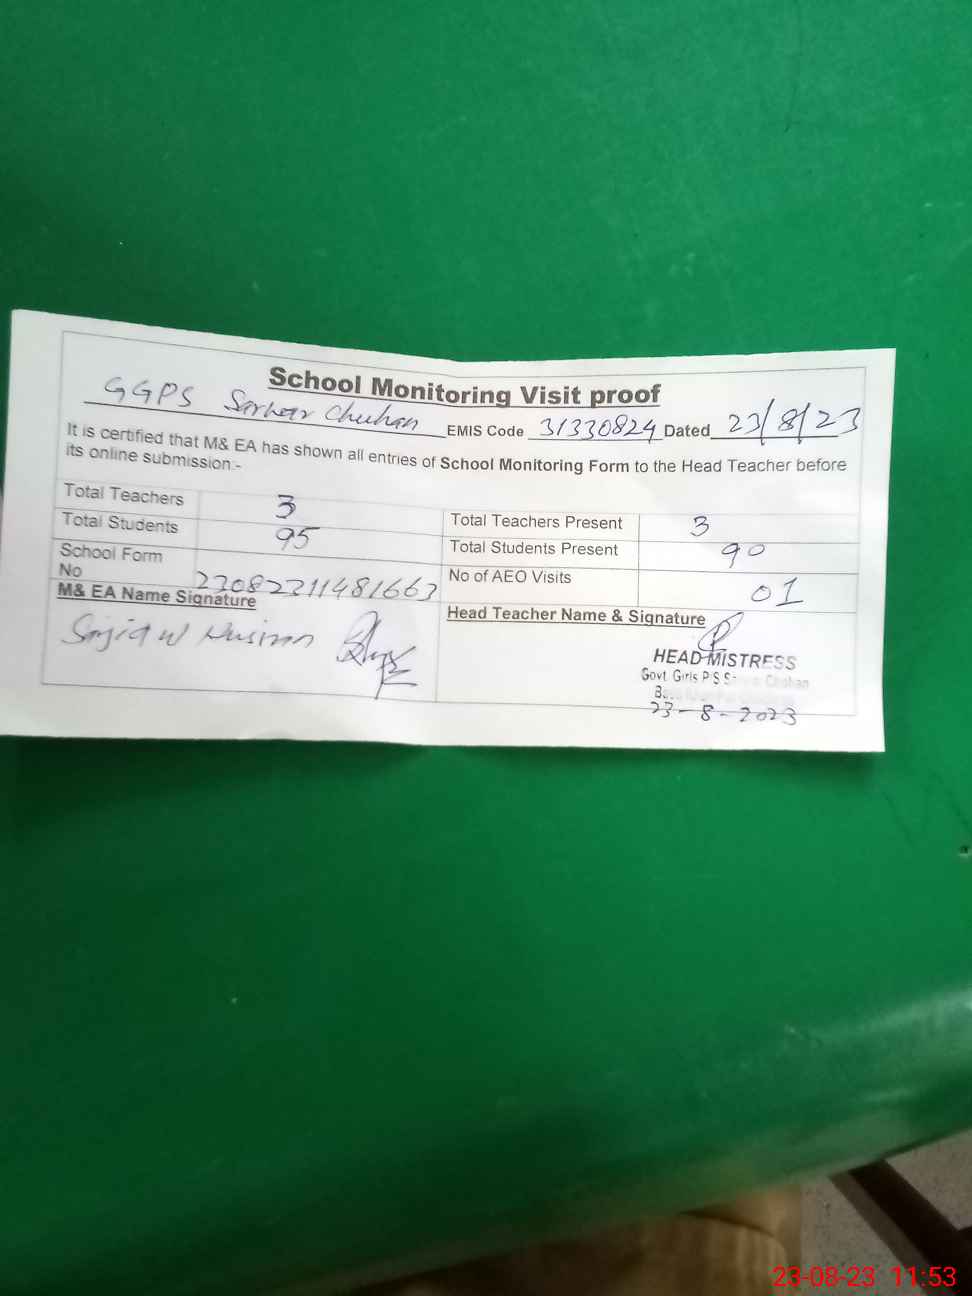 School Monitoring Visit proof
GGPS Sarwar Chuhan EMIS Code 31330824 Dated 23/8/23
It is certified that M& EA has shown all entries of School Monitoring Form to the Head Teacher before
its online submission:-
Total Teachers 3 Total Teachers Present 3
Total Students 95 Total Students Present 90
School Form
No 23082311481663 No of AEO Visits 01
M& EA Name Signature Head Teacher Name & Signature
Sajid
HEAD MISTRESS
Govt. Girls P/S Chuhan
23-8-2023
23-08-23 11:53